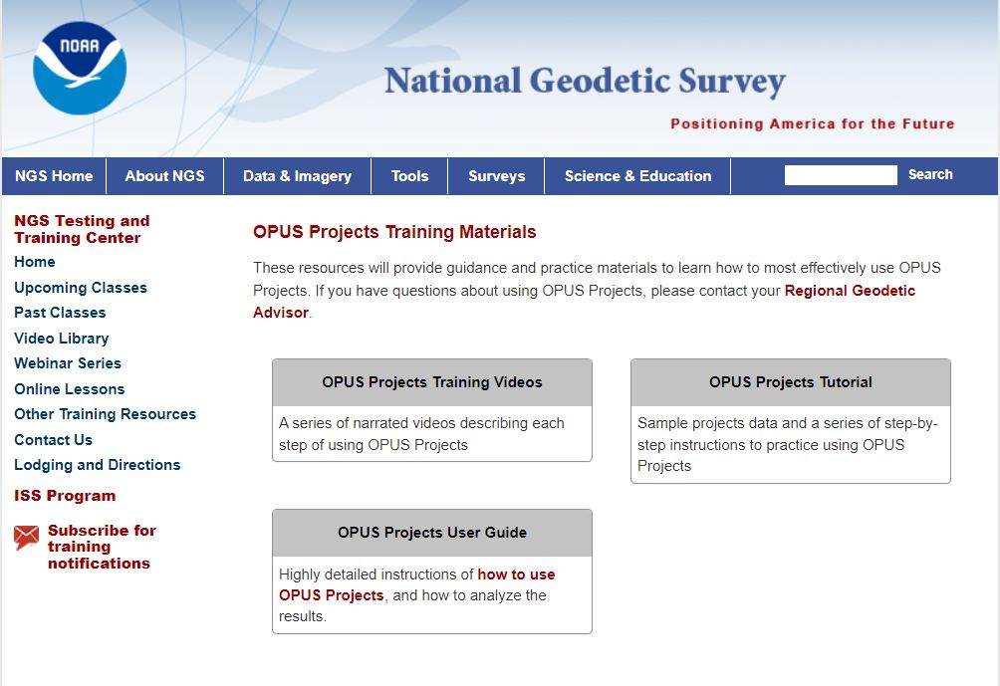 NOAA
National Geodetic Survey
Positioning America for the Future
NGS Home About NGS Data & Imagery Tools Surveys Science & Education Search
NGS Testing and
Training Center
Home
Upcoming Classes
Past Classes
Video Library
Webinar Series
Online Lessons
Other Training Resources
Contact Us
Lodging and Directions
ISS Program
Subscribe for
training
notifications
OPUS Projects Training Materials
These resources will provide guidance and practice materials to learn how to most effectively use OPUS
Projects. If you have questions about using OPUS Projects, please contact your Regional Geodetic
Advisor.
OPUS Projects Training Videos
A series of narrated videos describing each
step of using OPUS Projects
OPUS Projects Tutorial
Sample projects data and a series of step-by-
step instructions to practice using OPUS
Projects
OPUS Projects User Guide
Highly detailed instructions of how to use
OPUS Projects, and how to analyze the
results.